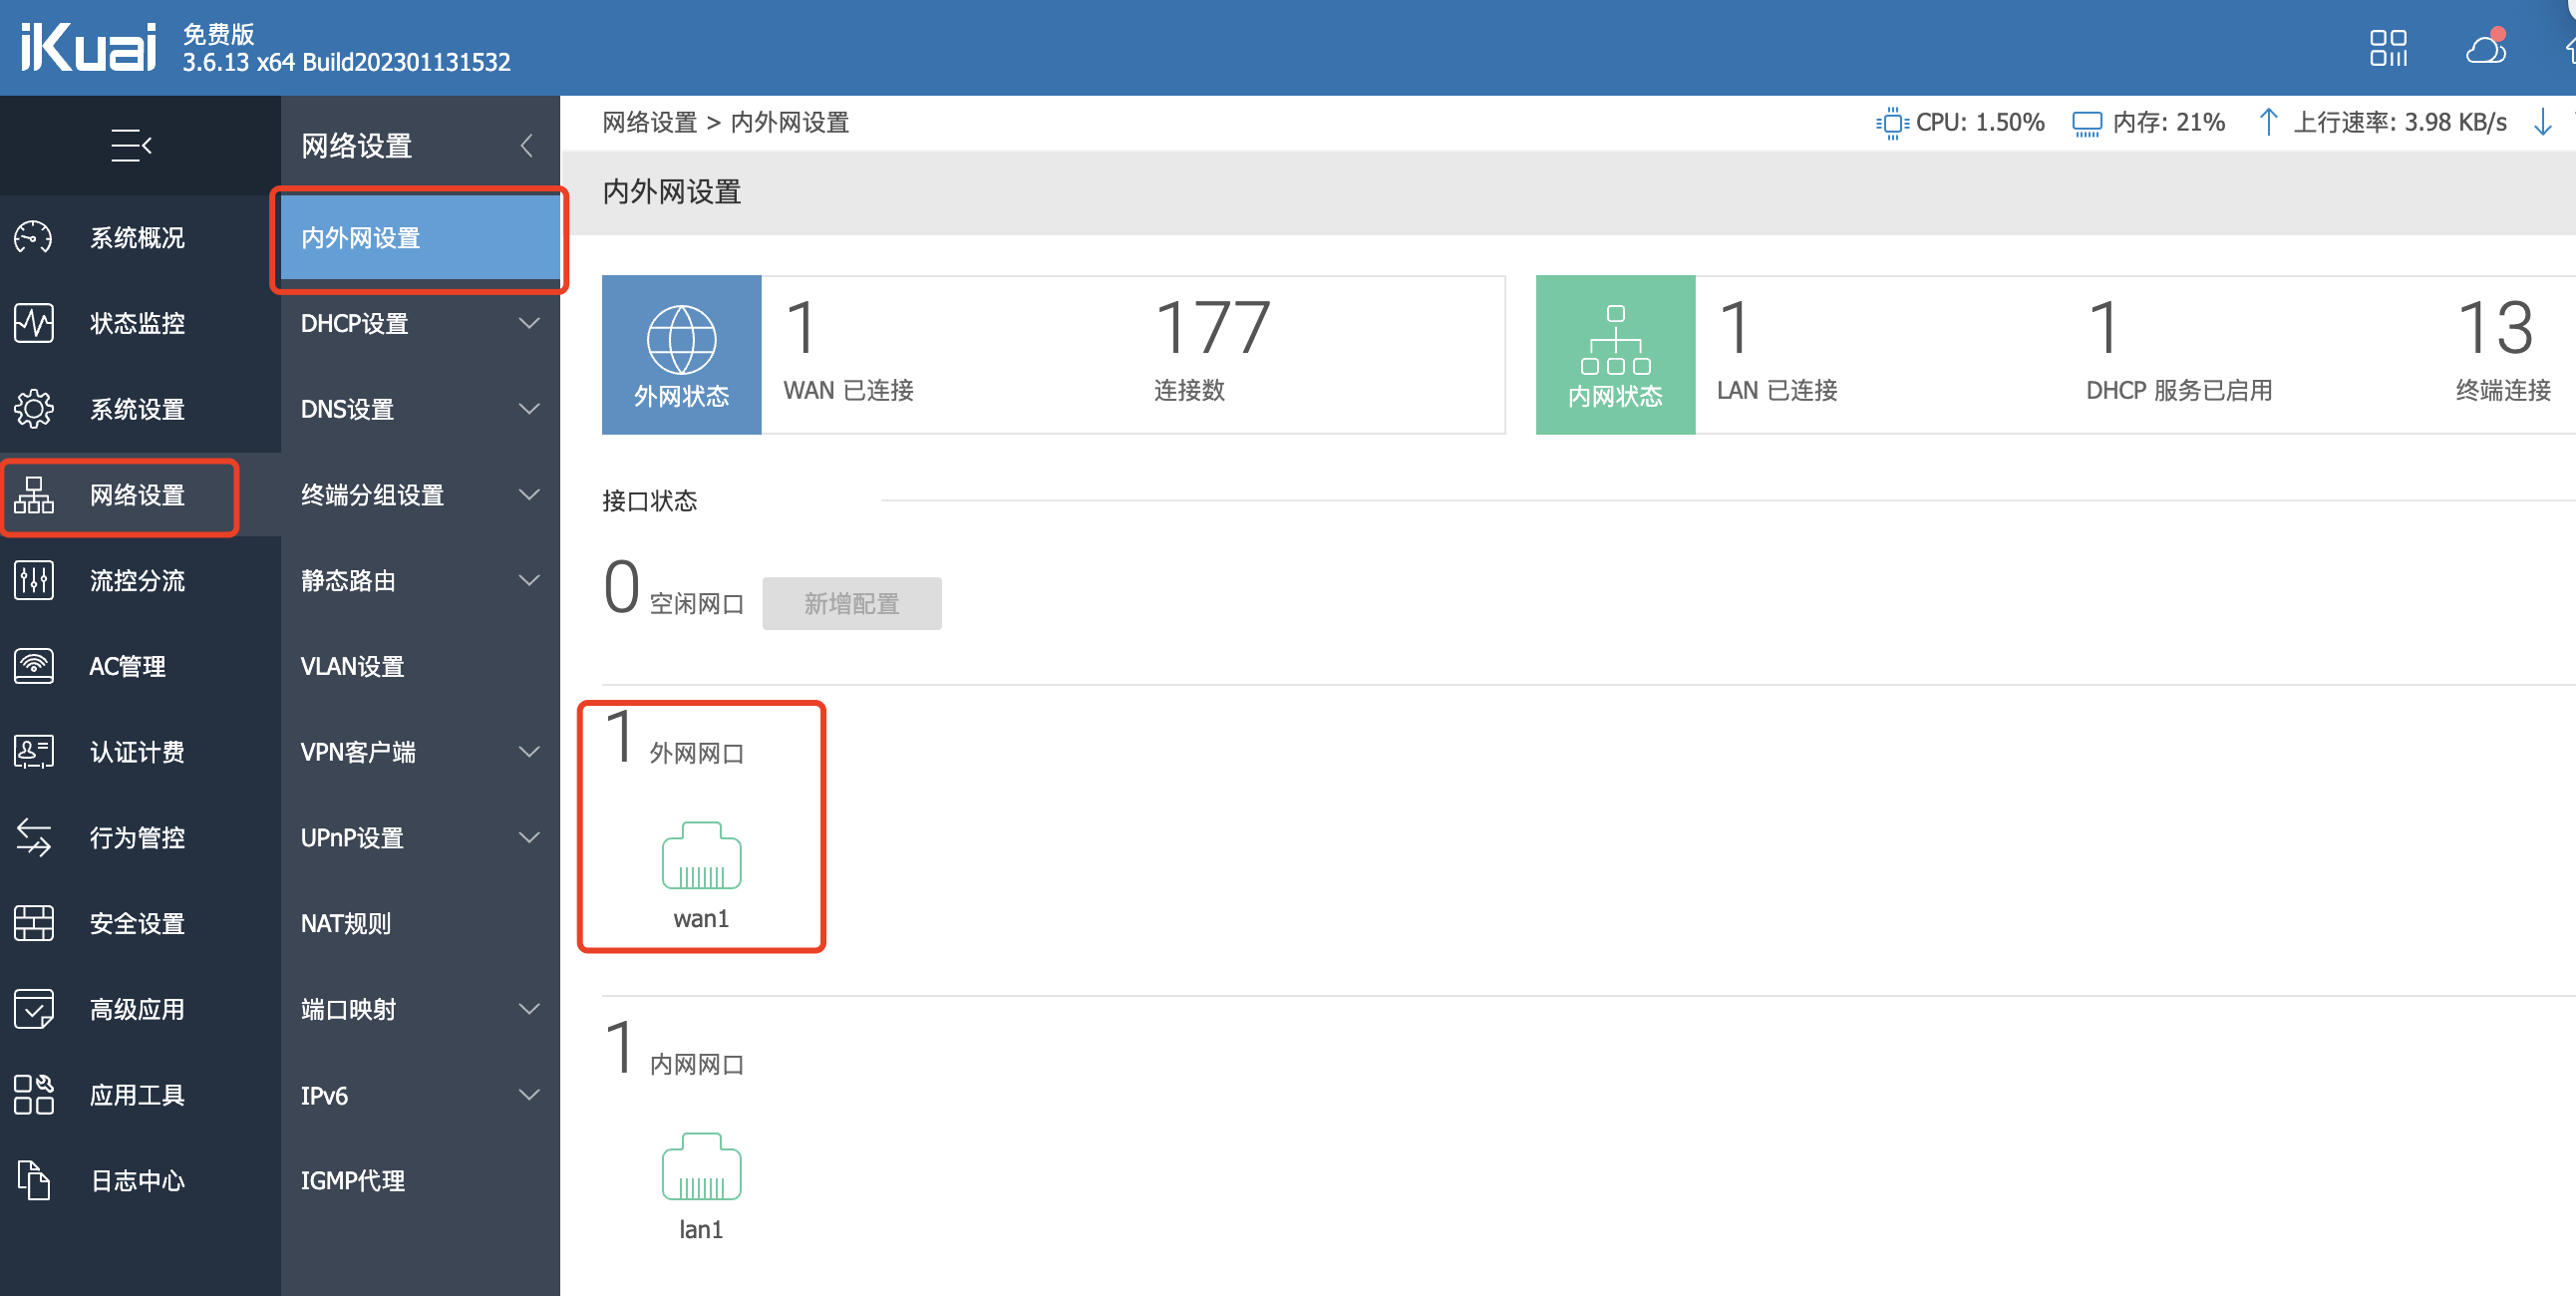 iKuai
免费版
3.6.13 x64 Build202301131532
网络设置 > 内外网设置
CPU: 1.50%
内存: 21%
上行速率: 3.98 KB/s
系统概况
状态监控
系统设置
网络设置
流控分流
AC管理
认证计费
行为管控
安全设置
高级应用
应用工具
日志中心
网络设置
内外网设置
DHCP设置
DNS设置
终端分组设置
静态路由
VLAN设置
VPN客户端
UPnP设置
NAT规则
端口映射
IPv6
IGMP代理
内外网设置
外网状态
1
WAN 已连接
177
连接数
内网状态
1
LAN 已连接
1
DHCP 服务已启用
13
终端连接
接口状态
0 空闲网口
新增配置
1 外网网口
wan1
1 内网网口
lan1